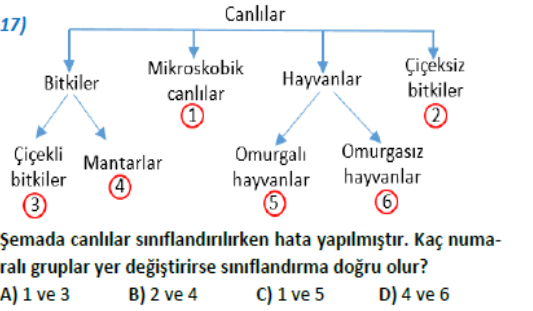 17)
Canlılar
Bitkiler
Mikroskobik
canlılar
1
Hayvanlar
Çiçeksiz
bitkiler
2
Çiçekli
bitkiler
3
Mantarlar
4
Omurgalı
hayvanlar
5
Omurgasız
hayvanlar
6
Şemada canlılar sınıflandırılırken hata yapılmıştır. Kaç numa-
ralı gruplar yer değiştirirse sınıflandırma doğru olur?
A) 1 ve 3 B) 2 ve 4 C) 1 ve 5 D) 4 ve 6